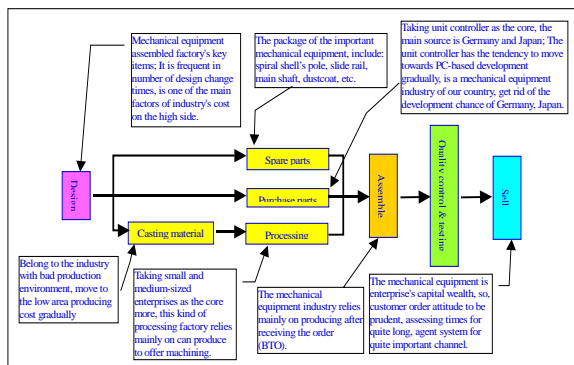 Mechanical equipment
assembled factory's key
items; It is frequent in
number of design change
times, is one of the main
factors of industry's cost
on the high side.
The package of the important
mechanical equipment, include:
spiral shell's pole, slide rail,
main shaft, dustcoat, etc.
Taking unit controller as the core, the
main source is Germany and Japan; The
unit controller has the tendency to move
towards PC-based development
gradually, is a mechanical equipment
industry of our country, get rid of the
development chance of Germany, Japan.
Design
Spare parts
Purchase parts
Casting material
Processing
Assemble
Quality control & testing
Sell
Belong to the industry
with bad production
environment, move to
the low area producing
cost gradually
Taking small and
medium-sized
enterprises as the core
more, this kind of
processing factory relies
mainly on can produce
to offer machining.
The mechanical
equipment industry relies
mainly on producing after
receiving the order
(BTO).
The mechanical equipment is
enterprise's capital wealth, so,
customer order attitude to be
prudent, assessing times for
quite long, agent system for
quite important channel.